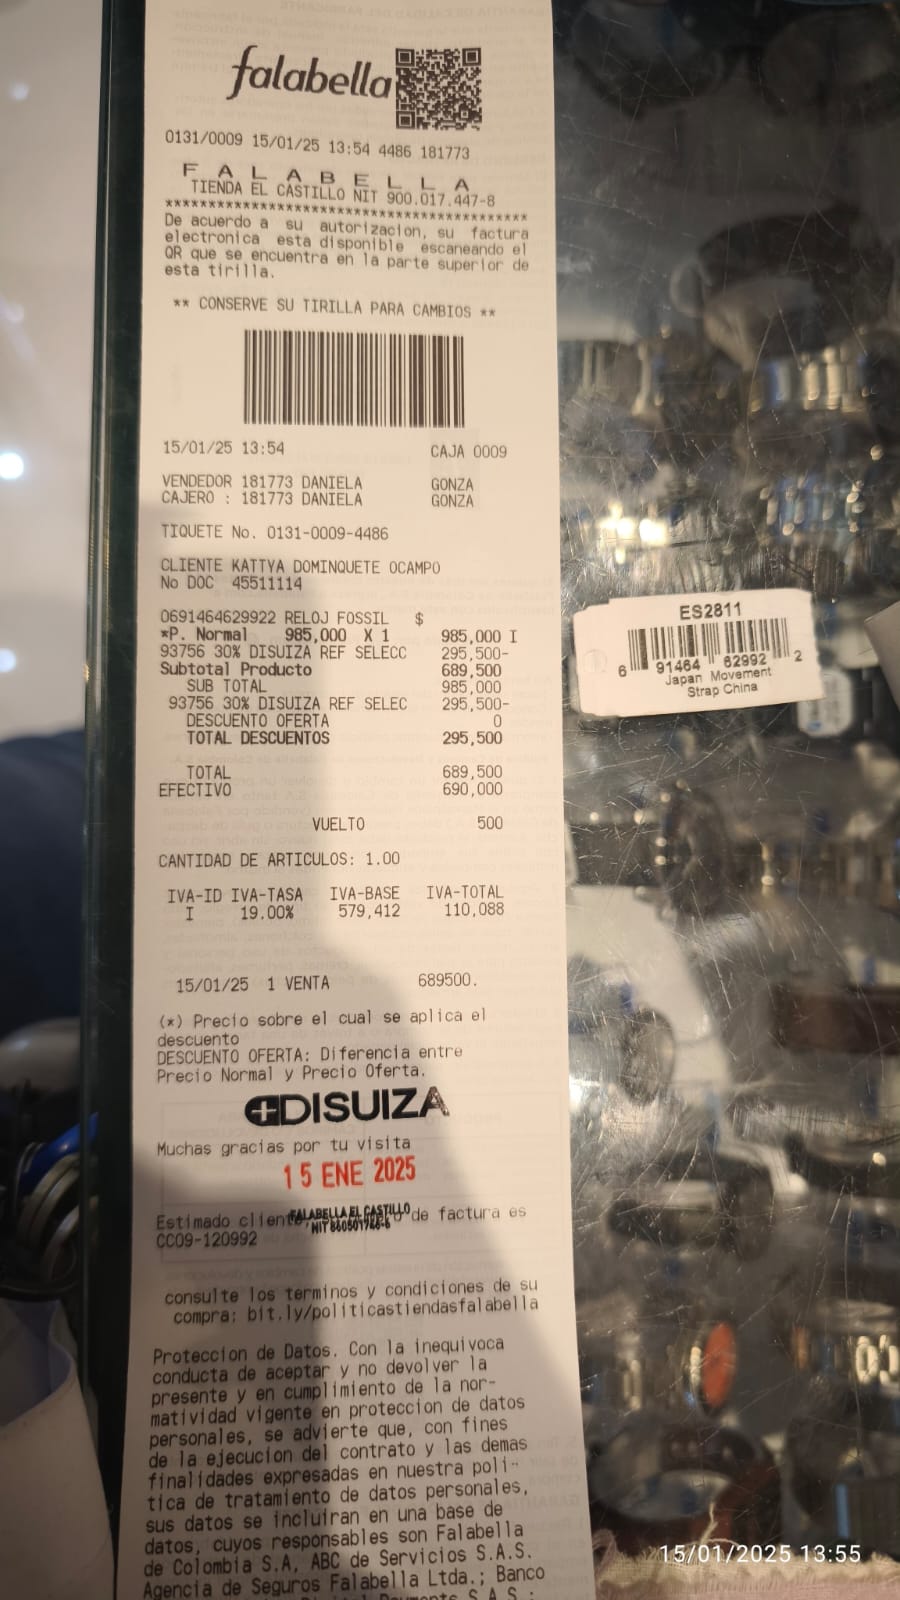 falabella
0131/0009 15/01/25 13:54 4486 181773
F A L A B E L L A
TIENDA EL CASTILLO NIT 900.017.447-8
******************************************
De acuerdo a su autorizacion, su factura
electronica esta disponible escaneando el
QR que se encuentra en la parte superior de
esta tirilla.
** CONSERVE SU TIRILLA PARA CAMBIOS **
15/01/25 13:54 CAJA 0009
VENDEDOR 181773 DANIELA GONZA
CAJERO : 181773 DANIELA GONZA
TIQUETE No. 0131-0009-4486
CLIENTE KATTYA DOMINQUETE OCAMPO
No DOC 45511114
0691464629922 RELOJ FOSSIL $
*P. Normal 985,000 X 1 985,000 I
93756 30% DISUIZA REF SELECC 295,500-
Subtotal Producto 689,500
SUB TOTAL 985,000
93756 30% DISUIZA REF SELEC 295,500-
DESCUENTO OFERTA 0
TOTAL DESCUENTOS 295,500
TOTAL 689,500
EFECTIVO 690,000
VUELTO 500
CANTIDAD DE ARTICULOS: 1.00
IVA-ID IVA-TASA IVA-BASE IVA-TOTAL
I 19.00% 579,412 110,088
15/01/25 1 VENTA 689500.
(*) Precio sobre el cual se aplica el
descuento
DESCUENTO OFERTA: Diferencia entre
Precio Normal y Precio Oferta.
DISUIZA
Muchas gracias por tu visita
15 ENE 2025
FALABELLA EL CASTILLO
Estimado client de factura es
CC09-120992
consulte los terminos y condiciones de su
compra; bit.ly/politicastiendasfalabella
Proteccion de Datos. Con la inequivoca
conducta de aceptar y no devolver la
presente y en cumplimiento de la nor-
matividad vigente en proteccion de datos
personales, se advierte que, con fines
de la ejecucion del contrato y las demas
finalidades expresadas en nuestra poli-
tica de tratamiento de datos personales,
sus datos se incluiran en una base de
datos, cuyos responsables son Falabella
de Colombia S.A, ABC de Servicios S.A.S.
Agencia de Seguros Falabella Ltda.; Banco
ES2811
6 91464 62992 2
Japan Movement
Strap China
15/01/2025 13:55